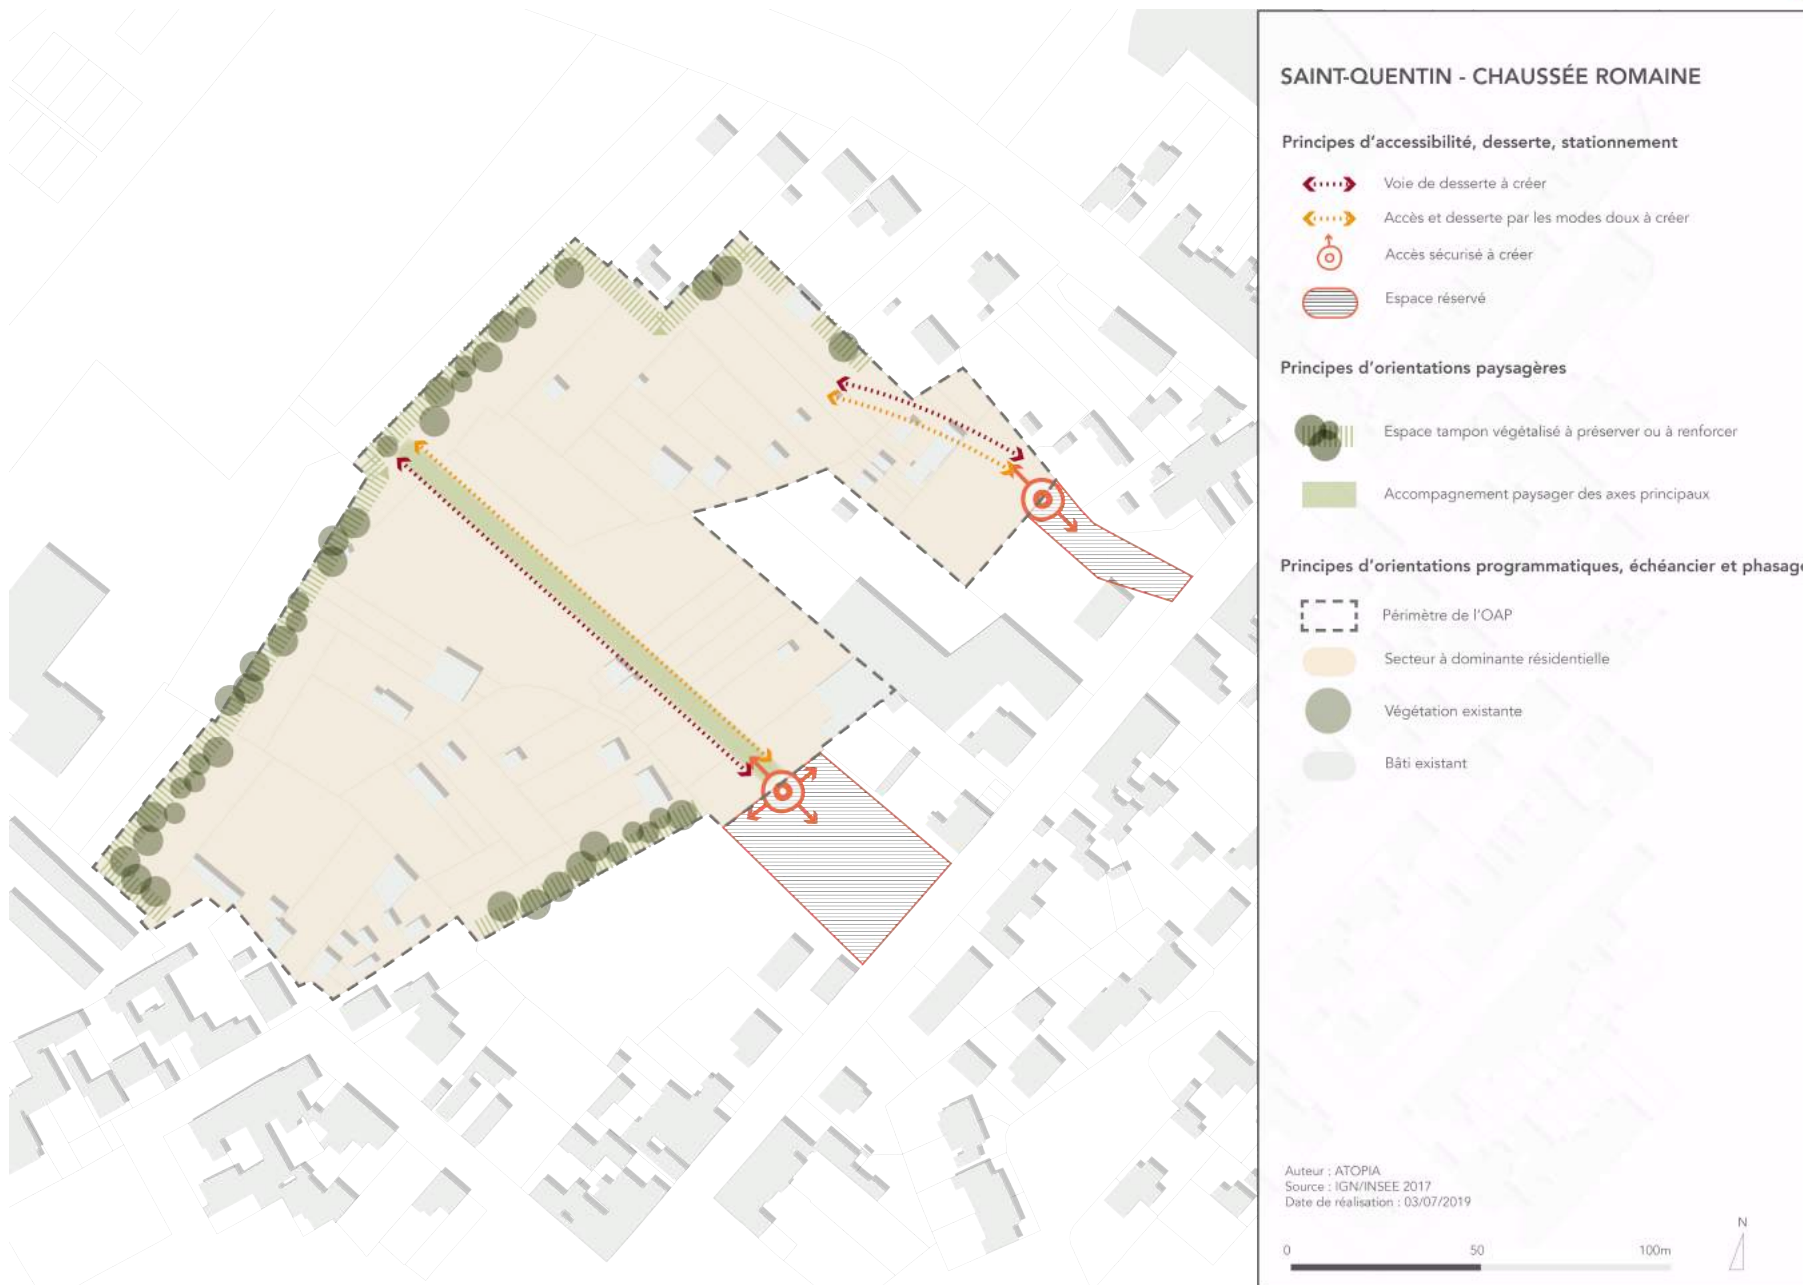 SAINT-QUENTIN - CHAUSSÉE ROMAINE
Principes d'accessibilité, desserte, stationnement
Voie de desserte à créer
Accès et desserte par les modes doux à créer
Accès sécurisé à créer
Espace réservé
Principes d'orientations paysagères
Espace tampon végétalisé à préserver ou à renforcer
Accompagnement paysager des axes principaux
Principes d'orientations programmatiques, échéancier et phasage
Périmètre de l'OAP
Secteur à dominante résidentielle
Végétation existante
Bâti existant
Auteur : ATOPIA
Source : IGN/INSEE 2017
Date de réalisation : 03/07/2019
N
0 50 100m